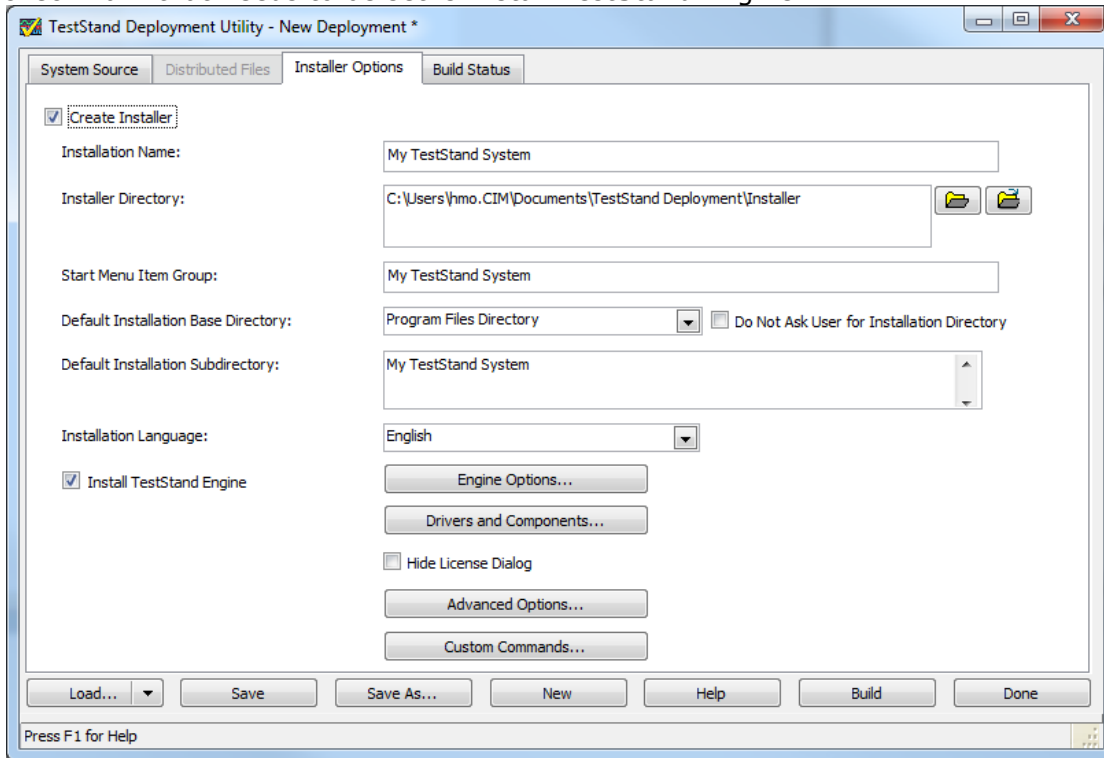 TestStand Deployment Utility - New Deployment *
System Source Distributed Files Installer Options Build Status
Create Installer
Installation Name: My TestStand System
Installer Directory: C:\Users\hmo.CIM\Documents\TestStand Deployment\Installer
Start Menu Item Group: My TestStand System
Default Installation Base Directory: Program Files Directory Do Not Ask User for Installation Directory
Default Installation Subdirectory: My TestStand System
Installation Language: English
Install TestStand Engine Engine Options...
Drivers and Components...
Hide License Dialog
Advanced Options...
Custom Commands...
Load... Save Save As... New Help Build Done
Press F1 for Help